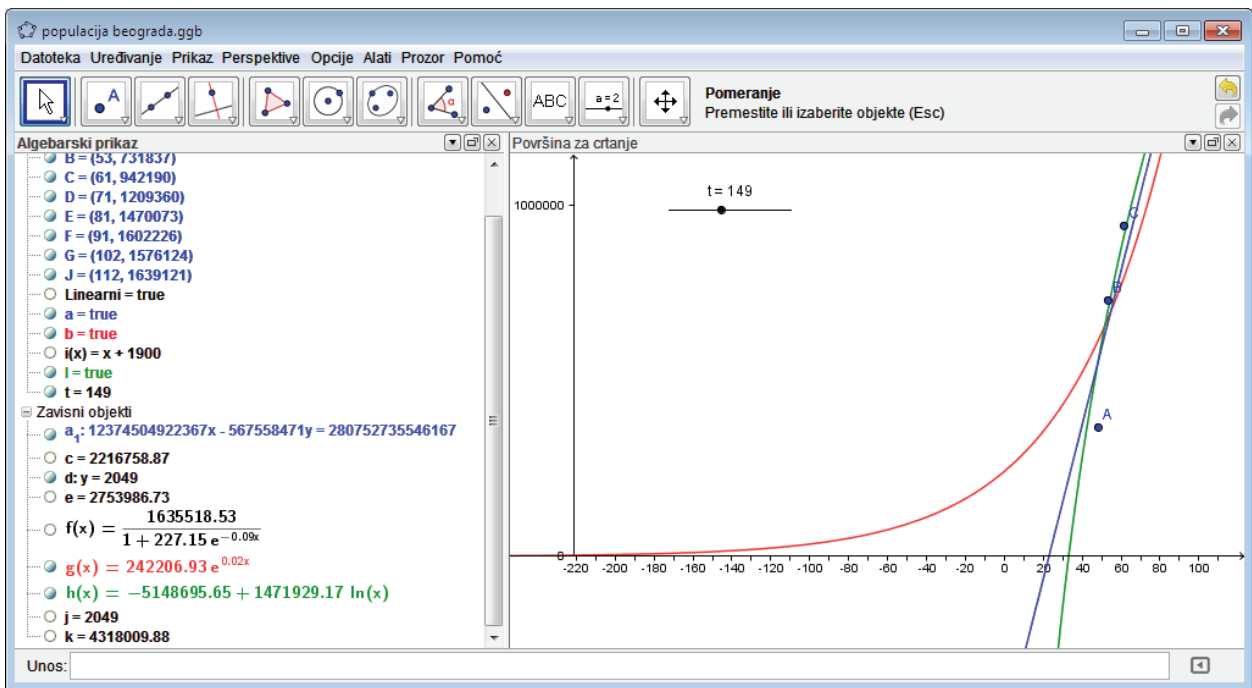 populacija beograda.ggb
Datoteka Uređivanje Prikaz Perspektive Opcije Alati Prozor Pomoć
A
α
ABC
a=2
Pomeranje
Premestite ili izaberite objekte (Esc)
Algebarski prikaz
B = (53, 731837)
C = (61, 942190)
D = (71, 1209360)
E = (81, 1470073)
F = (91, 1602226)
G = (102, 1576124)
J = (112, 1639121)
Linearni = true
a = true
b = true
i(x) = x + 1900
l = true
t = 149
Zavisni objekti
a₁: 12374504922367x - 567558471y = 280752735546167
c = 2216758.87
d: y = 2049
e = 2753986.73
f(x) = 1635518.53 / (1 + 227.15 e^(-0.09x))
g(x) = 242206.93 e^(0.02x)
h(x) = -5148695.65 + 1471929.17 ln(x)
j = 2049
k = 4318009.88
Površina za crtanje
t = 149
1000000
C
B
A
0
-220 -200 -180 -160 -140 -120 -100 -80 -60 -40 -20 0 20 40 60 80 100
Unos: